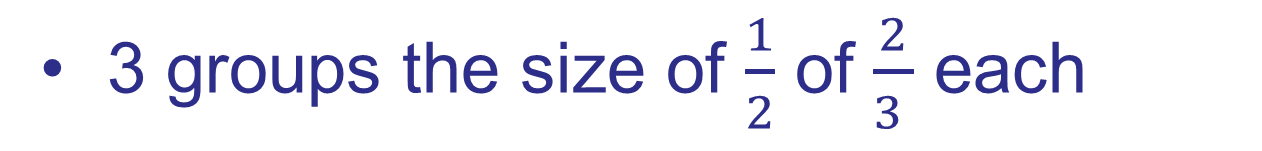 • 3 groups the size of 1/2 of 2/3 each